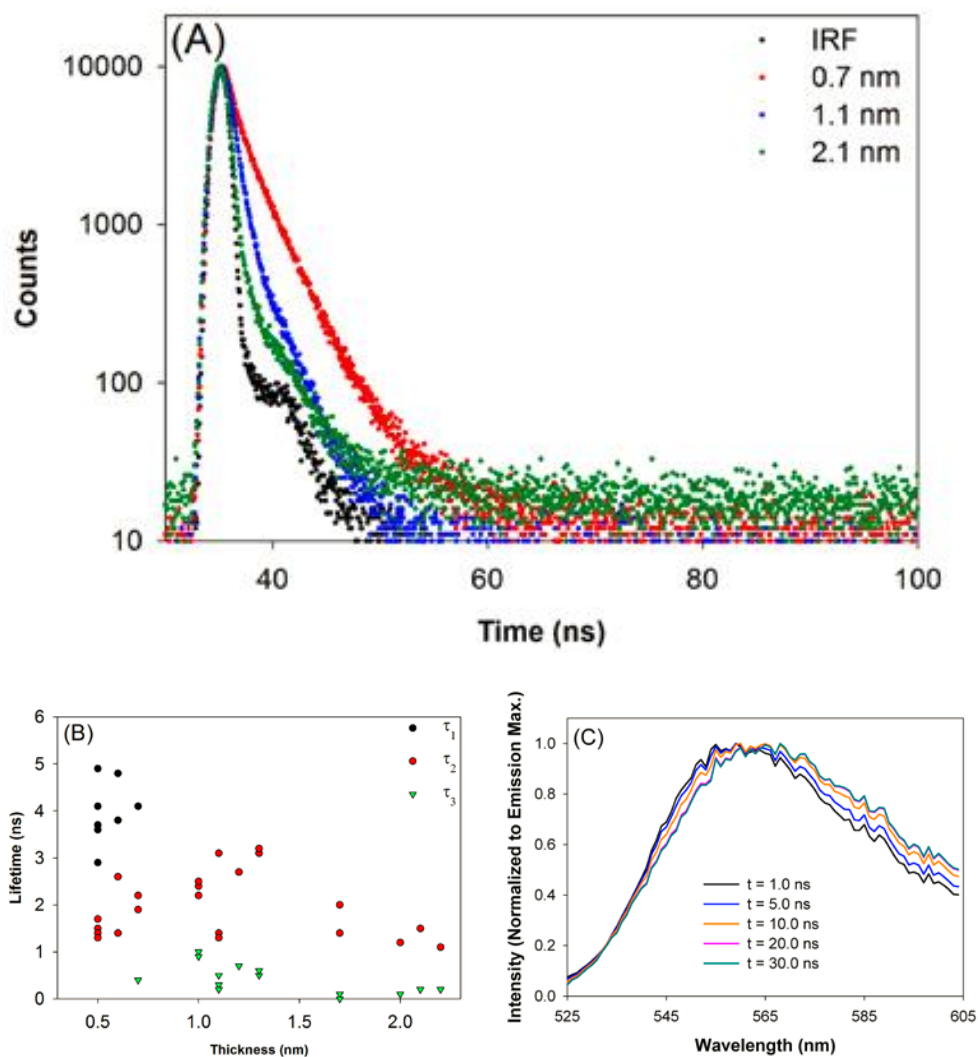 (A)
IRF
0.7 nm
1.1 nm
2.1 nm
10000
1000
100
10
Counts
40
60
80
100
Time (ns)
(B)
τ1
τ2
τ3
6
5
4
3
2
1
0
Lifetime (ns)
0.5
1.0
1.5
2.0
Thickness (nm)
(C)
Intensity (Normalized to Emission Max.)
1.0
0.8
0.6
0.4
0.2
0.0
t = 1.0 ns
t = 5.0 ns
t = 10.0 ns
t = 20.0 ns
t = 30.0 ns
525
545
565
585
605
Wavelength (nm)